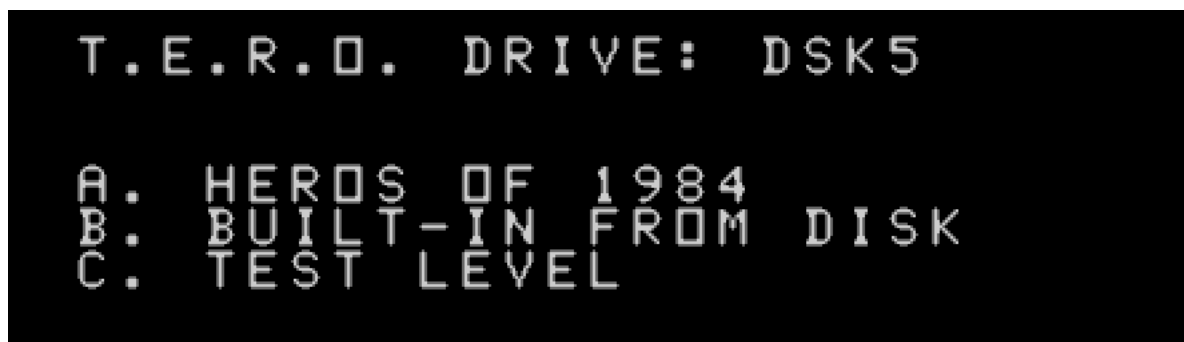 T.E.R.O. DRIVE: DSK5
A. HEROS OF 1984
B. BUILT-IN FROM DISK
C. TEST LEVEL